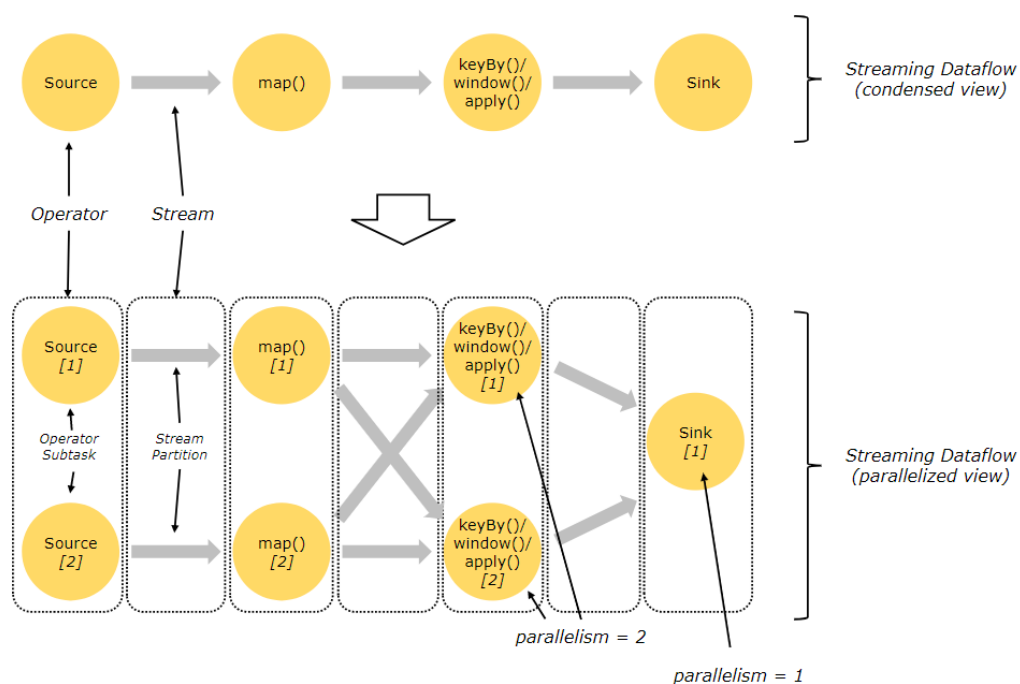 Source
map()
keyBy()/
window()/
apply()
Sink
Streaming Dataflow
(condensed view)
Operator
Stream
Source
[1]
map()
[1]
keyBy()/
window()/
apply()
[1]
Operator
Subtask
Stream
Partition
Sink
[1]
Streaming Dataflow
(parallelized view)
Source
[2]
map()
[2]
keyBy()/
window()/
apply()
[2]
parallelism = 2
parallelism = 1